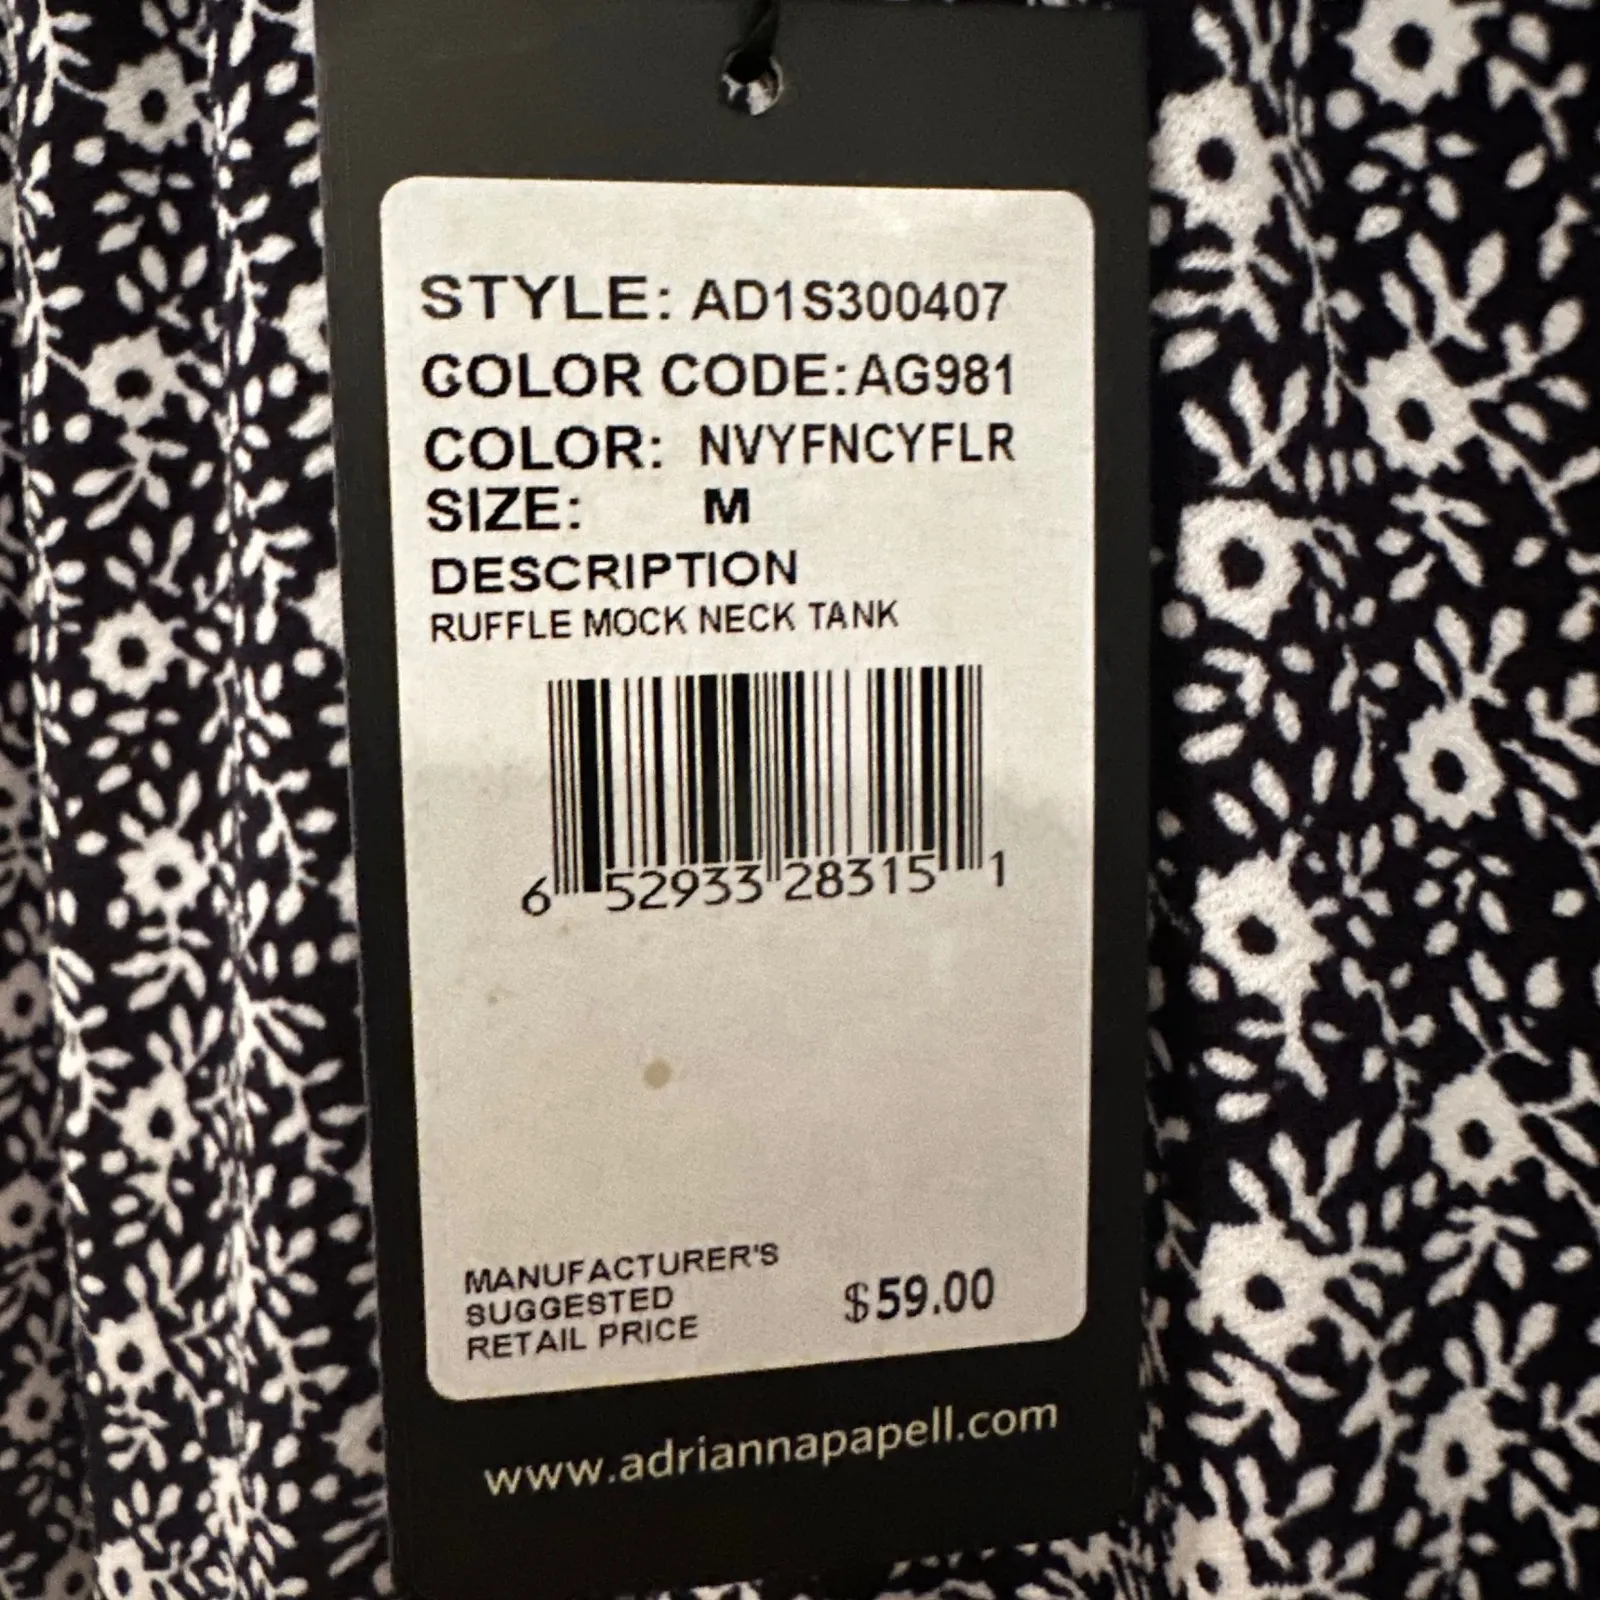 STYLE: AD1S300407
COLOR CODE:AG981
COLOR: NVYFNCYFLR
SIZE: M
DESCRIPTION
RUFFLE MOCK NECK TANK
6 52933 28315 1
MANUFACTURER'S
SUGGESTED
RETAIL PRICE
$59.00
www.adriannapapell.com